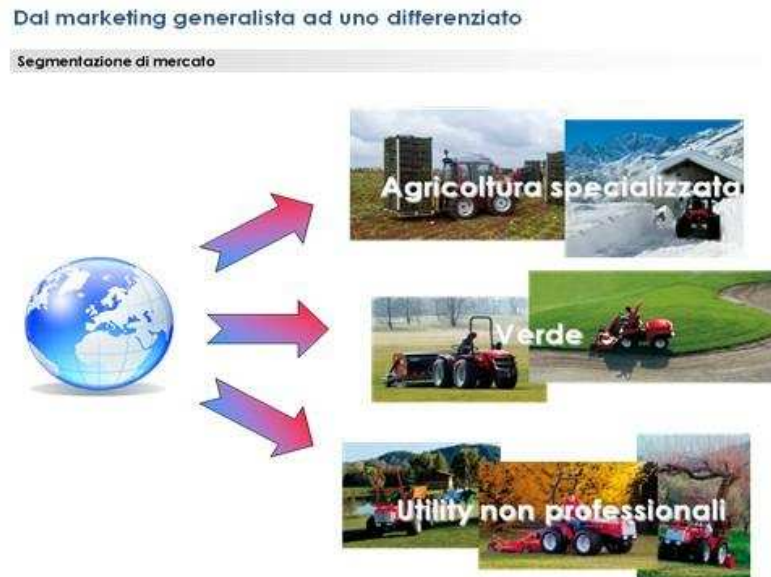 Dal marketing generalista ad uno differenziato
Segmentazione di mercato
Agricoltura specializzata
Verde
Utility non professionali